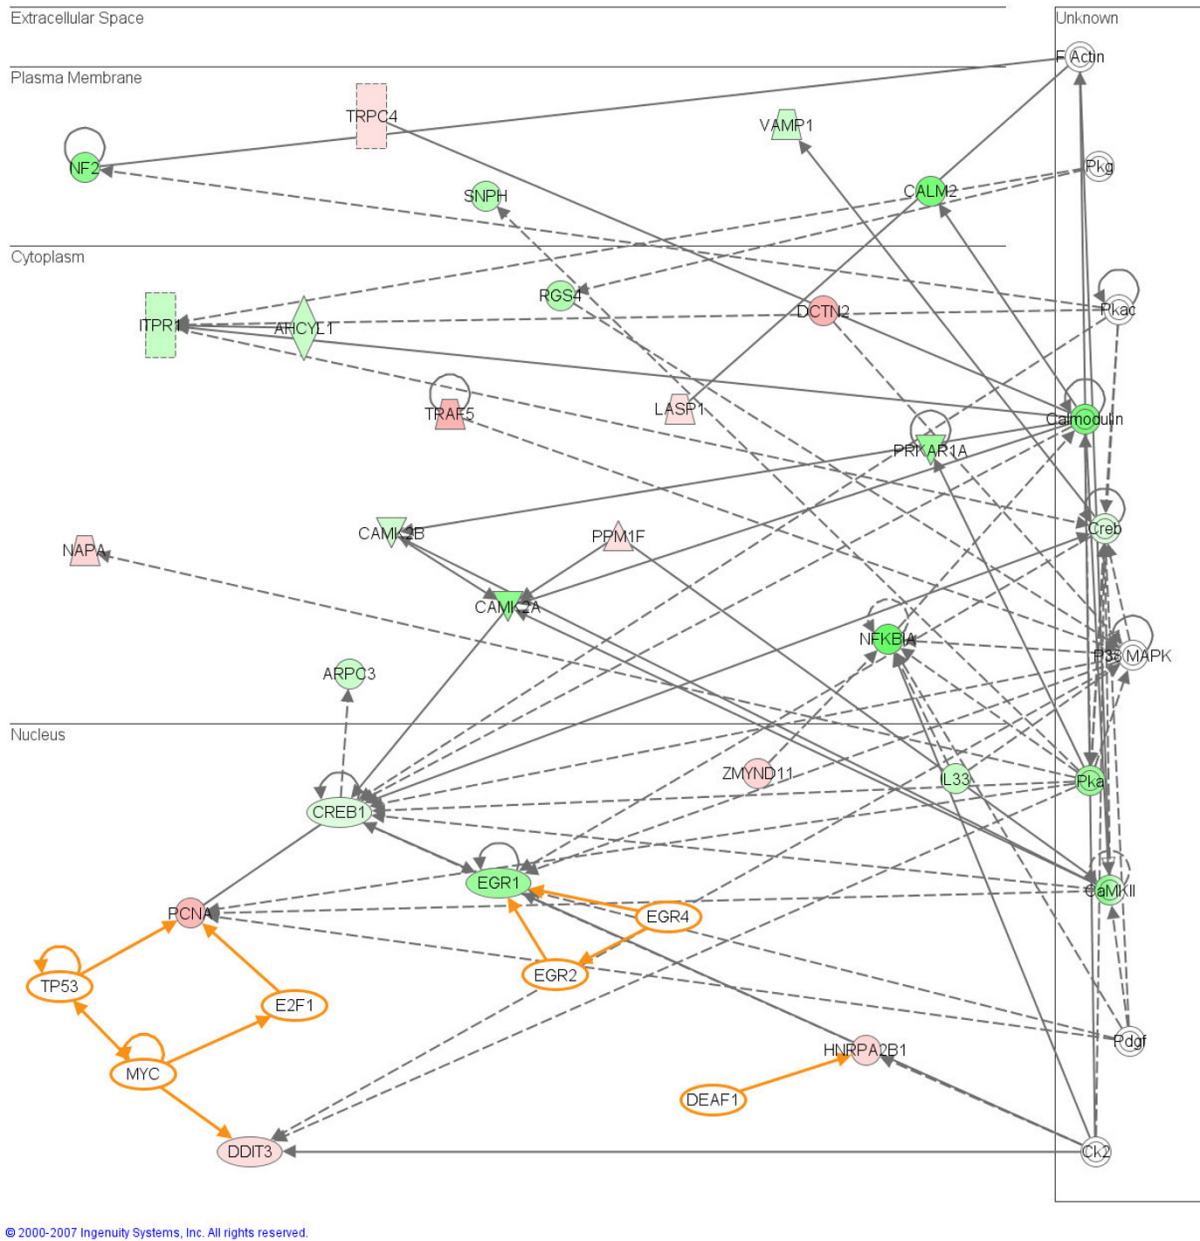 Extracellular Space
Unknown
F Actin
Plasma Membrane
TRPC4
VAMP1
NF2
Pkg
SNPH
CALM2
Cytoplasm
RGS4
DCTN2
Pkac
ITPR1
AHCYL1
TRAF5
LASP1
Calmodulin
PRKAR1A
CAMK2B
PPM1F
Creb
NAPA
CAMK2A
NFKBIA
P38 MAPK
ARPC3
Nucleus
ZMYND11
IL33
Pka
CREB1
EGR1
CaMKII
PCNA
EGR4
TP53
EGR2
E2F1
Pdgf
HNRPA2B1
MYC
DEAF1
DDIT3
Ck2
© 2000-2007 Ingenuity Systems, Inc. All rights reserved.